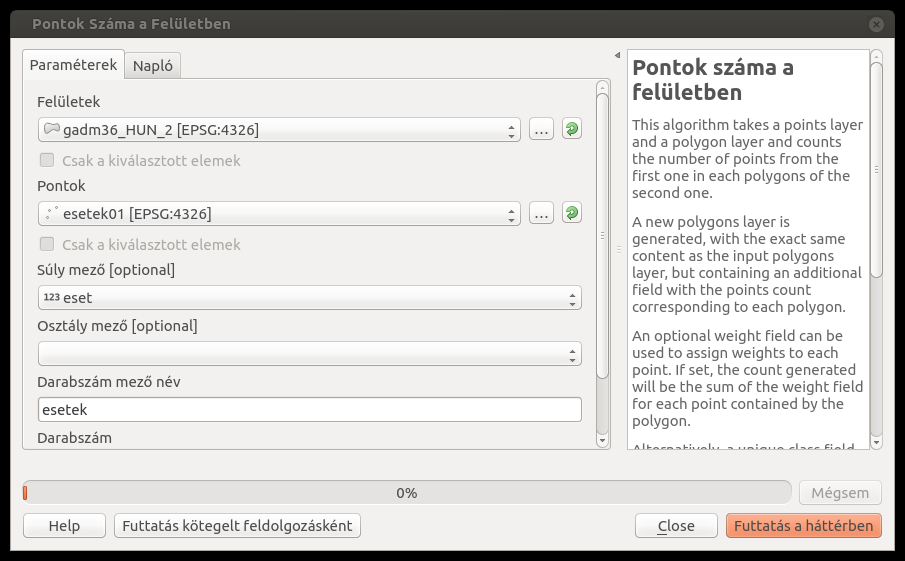 Pontok Száma a Felületben
Paraméterek
Napló
Felületek
gadm36_HUN_2 [EPSG:4326]
...
Csak a kiválasztott elemek
Pontok
esetek01 [EPSG:4326]
...
Csak a kiválasztott elemek
Súly mező [optional]
123 eset
Osztály mező [optional]
Darabszám mező név
esetek
Darabszám
Pontok száma a
felületben
This algorithm takes a points layer
and a polygon layer and counts
the number of points from the
first one in each polygons of the
second one.
A new polygons layer is
generated, with the exact same
content as the input polygons
layer, but containing an additional
field with the points count
corresponding to each polygon.
An optional weight field can be
used to assign weights to each
point. If set, the count generated
will be the sum of the weight field
for each point contained by the
polygon.
Alternatively, a unique class field
0%
Mégsem
Help
Futtatás kötegelt feldolgozásként
Close
Futtatás a háttérben